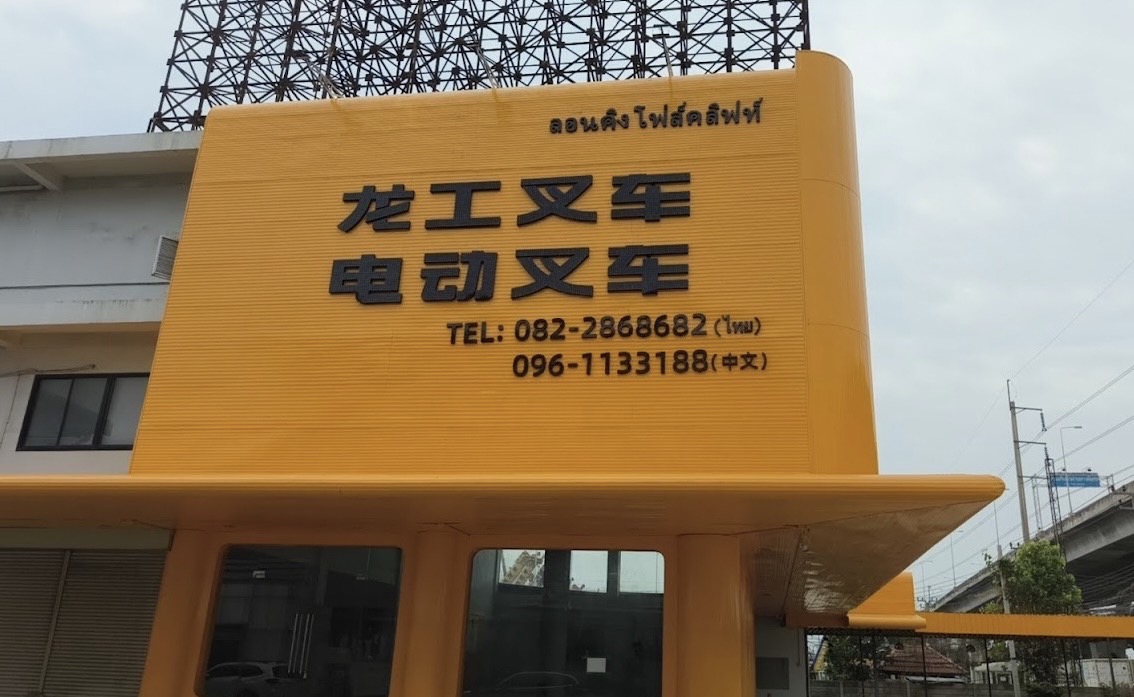 ลอนคิง โฟล์คลิฟท์
龙工叉车
电动叉车
TEL: 082-2868682 (ไทย)
096-1133188(中文)